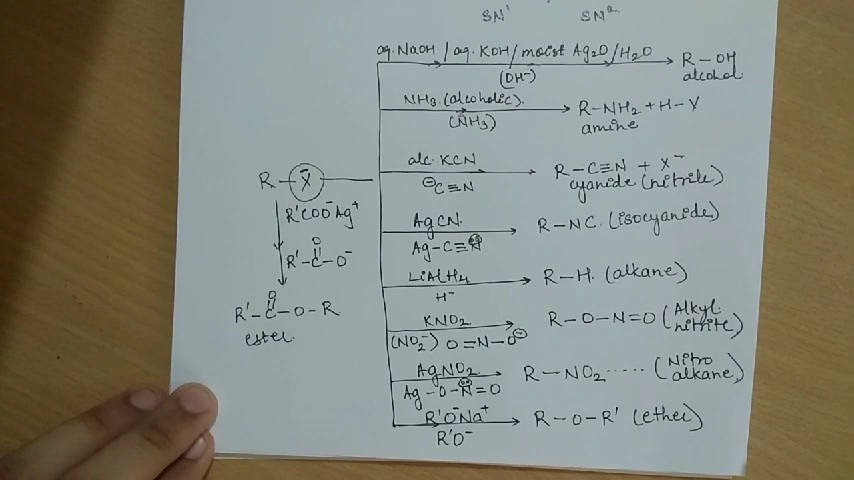 SN¹ SN²
aq. NaOH / aq. KOH / moist Ag2O / H2O
(OH⁻)
R – OH
alcohol
NH3 (alcoholic).
(NH3)
R – NH2 + H – X
amine
alc. KCN
⊖C≡N
R – C≡N + X⁻
cyanide (nitrile)
R – X
AgCN.
Ag – C≡N
R – NC. (isocyanide)
LiAlH4
H⁻
R – H. (alkane)
KNO2
(NO2⁻) O=N–O⊖
R – O – N=O (Alkyl nitrite)
AgNO2
Ag – O – N=O
R – NO2 ..... (Nitro alkane)
R'O⁻Na⁺
R'O⁻
R – O – R' (ether)
R'COO⁻Ag⁺
O
R' – C – O⁻
O
R' – C – O – R
ester